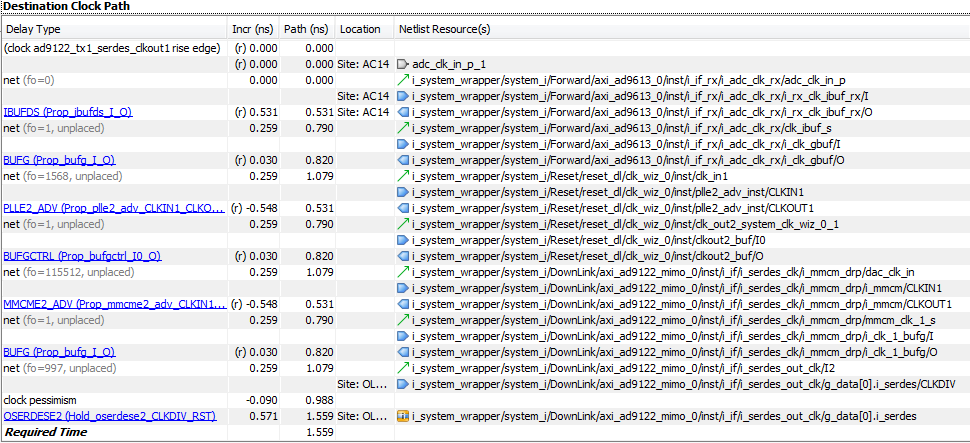 Destination Clock Path
Delay Type Incr (ns) Path (ns) Location Netlist Resource(s)
(clock ad9122_tx1_serdes_clkout1 rise edge) (r) 0.000 0.000
(r) 0.000 0.000 Site: AC14 adc_clk_in_p_1
net (fo=0) 0.000 0.000 i_system_wrapper/system_i/Forward/axi_ad9613_0/inst/i_if_rx/i_adc_clk_rx/adc_clk_in_p
Site: AC14 i_system_wrapper/system_i/Forward/axi_ad9613_0/inst/i_if_rx/i_adc_clk_rx/i_rx_clk_ibuf_rx/I
IBUFDS (Prop_ibufds_I_O) (r) 0.531 0.531 Site: AC14 i_system_wrapper/system_i/Forward/axi_ad9613_0/inst/i_if_rx/i_adc_clk_rx/i_rx_clk_ibuf_rx/O
net (fo=1, unplaced) 0.259 0.790 i_system_wrapper/system_i/Forward/axi_ad9613_0/inst/i_if_rx/i_adc_clk_rx/clk_ibuf_s
i_system_wrapper/system_i/Forward/axi_ad9613_0/inst/i_if_rx/i_adc_clk_rx/i_clk_gbuf/I
BUFG (Prop_bufg_I_O) (r) 0.030 0.820 i_system_wrapper/system_i/Forward/axi_ad9613_0/inst/i_if_rx/i_adc_clk_rx/i_clk_gbuf/O
net (fo=1568, unplaced) 0.259 1.079 i_system_wrapper/system_i/Reset/reset_dl/clk_wiz_0/inst/clk_in1
i_system_wrapper/system_i/Reset/reset_dl/clk_wiz_0/inst/plle2_adv_inst/CLKIN1
PLLE2_ADV (Prop_plle2_adv_CLKIN1_CLKO... (r) -0.548 0.531 i_system_wrapper/system_i/Reset/reset_dl/clk_wiz_0/inst/plle2_adv_inst/CLKOUT1
net (fo=1, unplaced) 0.259 0.790 i_system_wrapper/system_i/Reset/reset_dl/clk_wiz_0/inst/clk_out2_system_clk_wiz_0_1
i_system_wrapper/system_i/Reset/reset_dl/clk_wiz_0/inst/clkout2_buf/I0
BUFGCTRL (Prop_bufgctrl_I0_O) (r) 0.030 0.820 i_system_wrapper/system_i/Reset/reset_dl/clk_wiz_0/inst/clkout2_buf/O
net (fo=115512, unplaced) 0.259 1.079 i_system_wrapper/system_i/DownLink/axi_ad9122_mimo_0/inst/i_if/i_serdes_clk/i_mmcm_drp/dac_clk_in
i_system_wrapper/system_i/DownLink/axi_ad9122_mimo_0/inst/i_if/i_serdes_clk/i_mmcm_drp/i_mmcm/CLKIN1
MMCME2_ADV (Prop_mmcme2_adv_CLKIN1... (r) -0.548 0.531 i_system_wrapper/system_i/DownLink/axi_ad9122_mimo_0/inst/i_if/i_serdes_clk/i_mmcm_drp/i_mmcm/CLKOUT1
net (fo=1, unplaced) 0.259 0.790 i_system_wrapper/system_i/DownLink/axi_ad9122_mimo_0/inst/i_if/i_serdes_clk/i_mmcm_drp/mmcm_clk_1_s
i_system_wrapper/system_i/DownLink/axi_ad9122_mimo_0/inst/i_if/i_serdes_clk/i_mmcm_drp/i_clk_1_bufg/I
BUFG (Prop_bufg_I_O) (r) 0.030 0.820 i_system_wrapper/system_i/DownLink/axi_ad9122_mimo_0/inst/i_if/i_serdes_clk/i_mmcm_drp/i_clk_1_bufg/O
net (fo=997, unplaced) 0.259 1.079 i_system_wrapper/system_i/DownLink/axi_ad9122_mimo_0/inst/i_if/i_serdes_out_clk/I2
Site: OL... i_system_wrapper/system_i/DownLink/axi_ad9122_mimo_0/inst/i_if/i_serdes_out_clk/g_data[0].i_serdes/CLKDIV
clock pessimism -0.090 0.988
OSERDESE2 (Hold_oserdese2_CLKDIV_RST) 0.571 1.559 Site: OL... i_system_wrapper/system_i/DownLink/axi_ad9122_mimo_0/inst/i_if/i_serdes_out_clk/g_data[0].i_serdes
Required Time 1.559